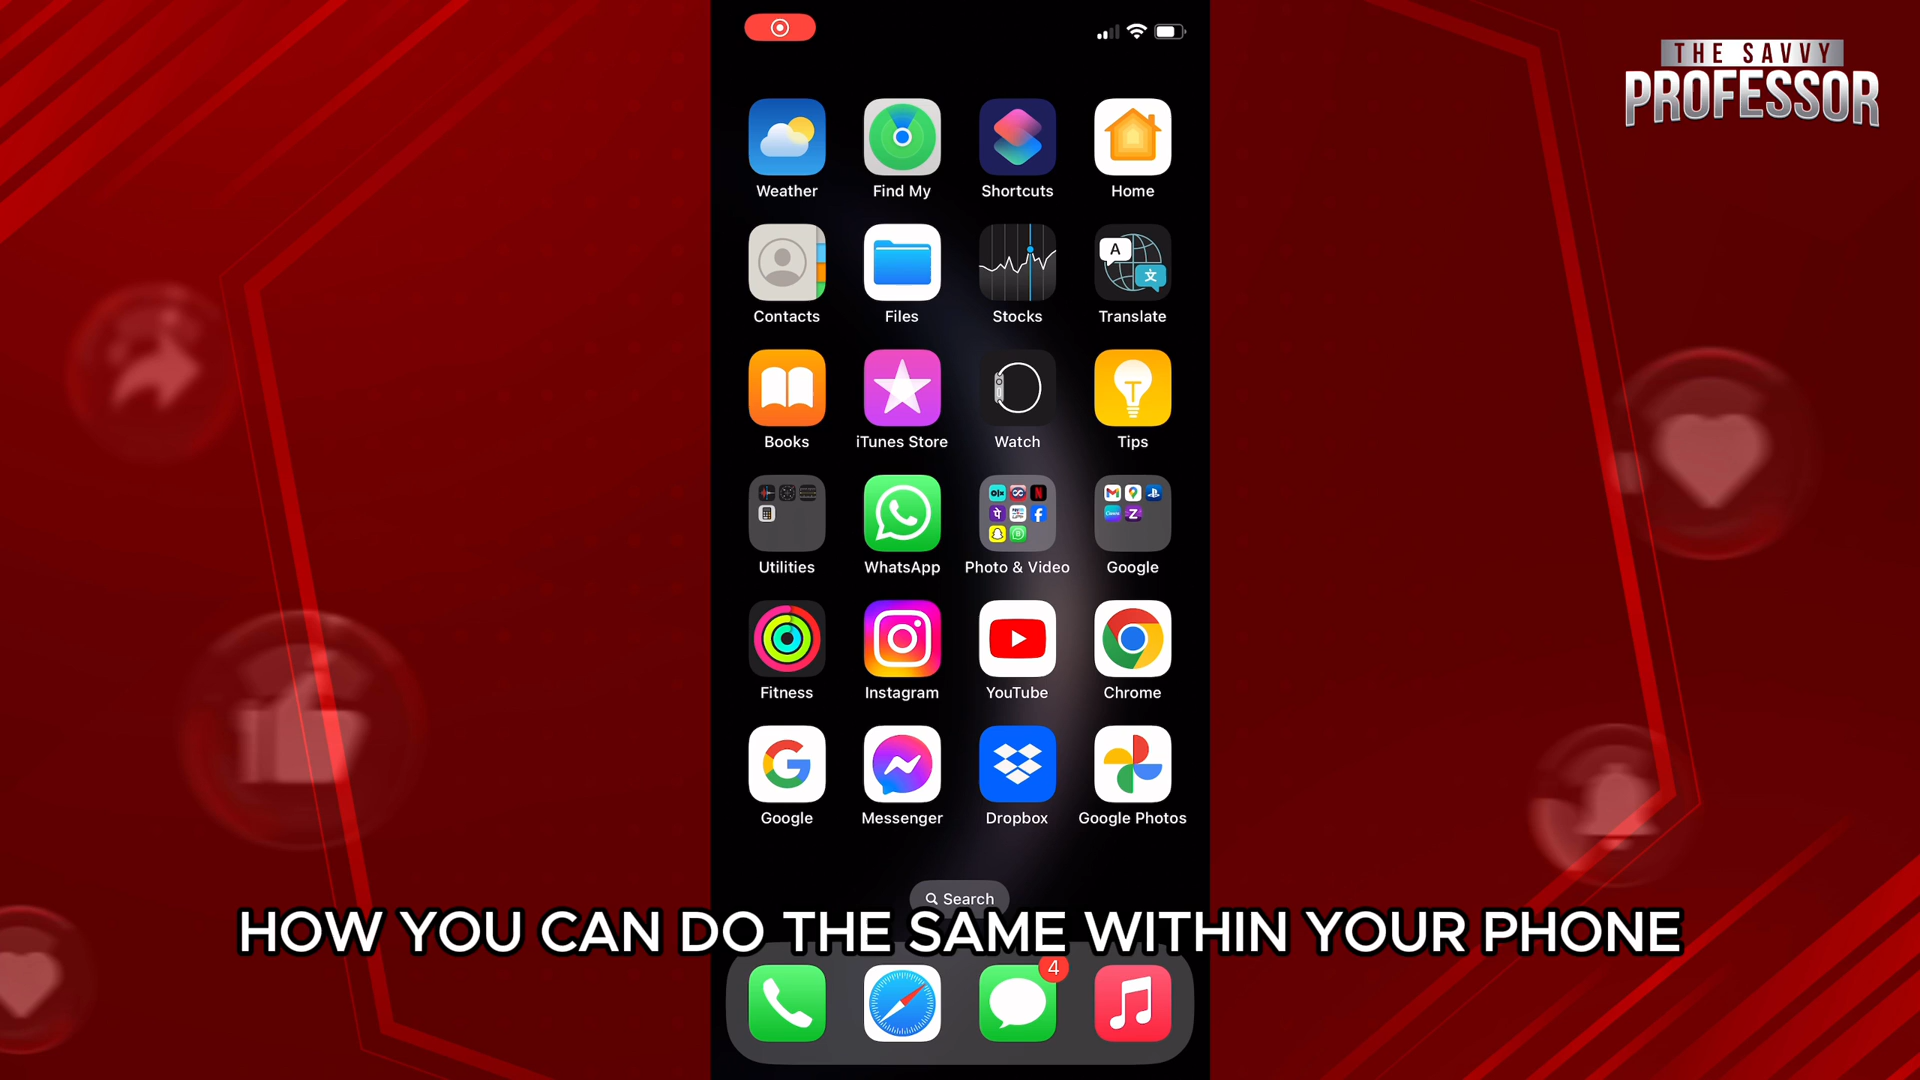 THE SAVVY
PROFESSOR
Weather Find My Shortcuts Home
A 文
Contacts Files Stocks Translate
Books iTunes Store Watch Tips
Utilities WhatsApp Photo & Video Google
Fitness Instagram YouTube Chrome
Google Messenger Dropbox Google Photos
Search
HOW YOU CAN DO THE SAME WITHIN YOUR PHONE
4